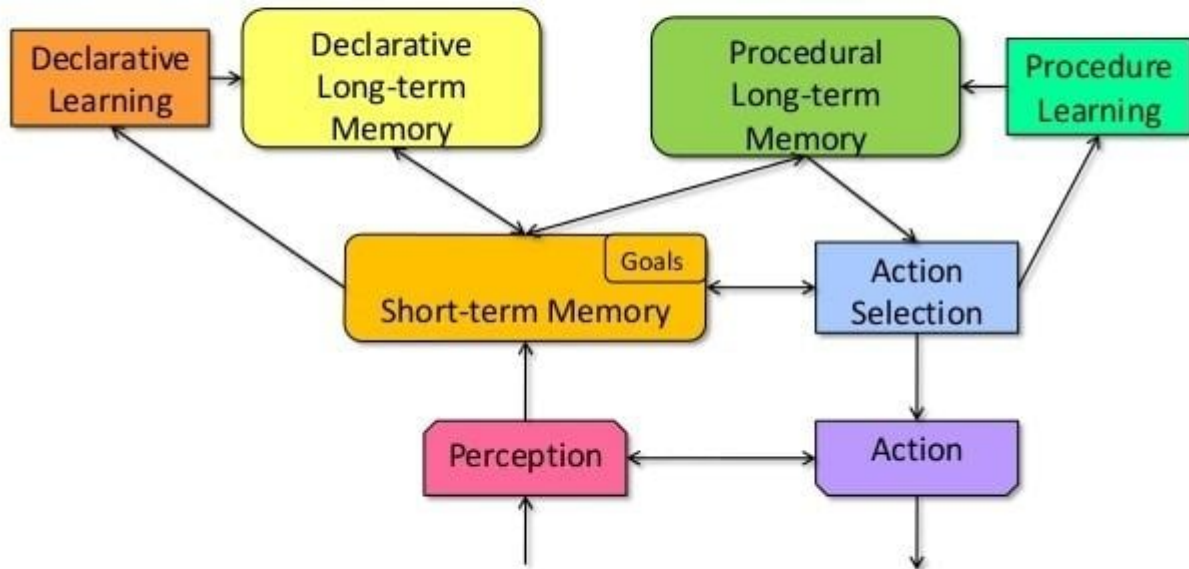 Declarative
Learning
Declarative
Long-term
Memory
Procedural
Long-term
Memory
Procedure
Learning
Goals
Short-term Memory
Action
Selection
Perception
Action